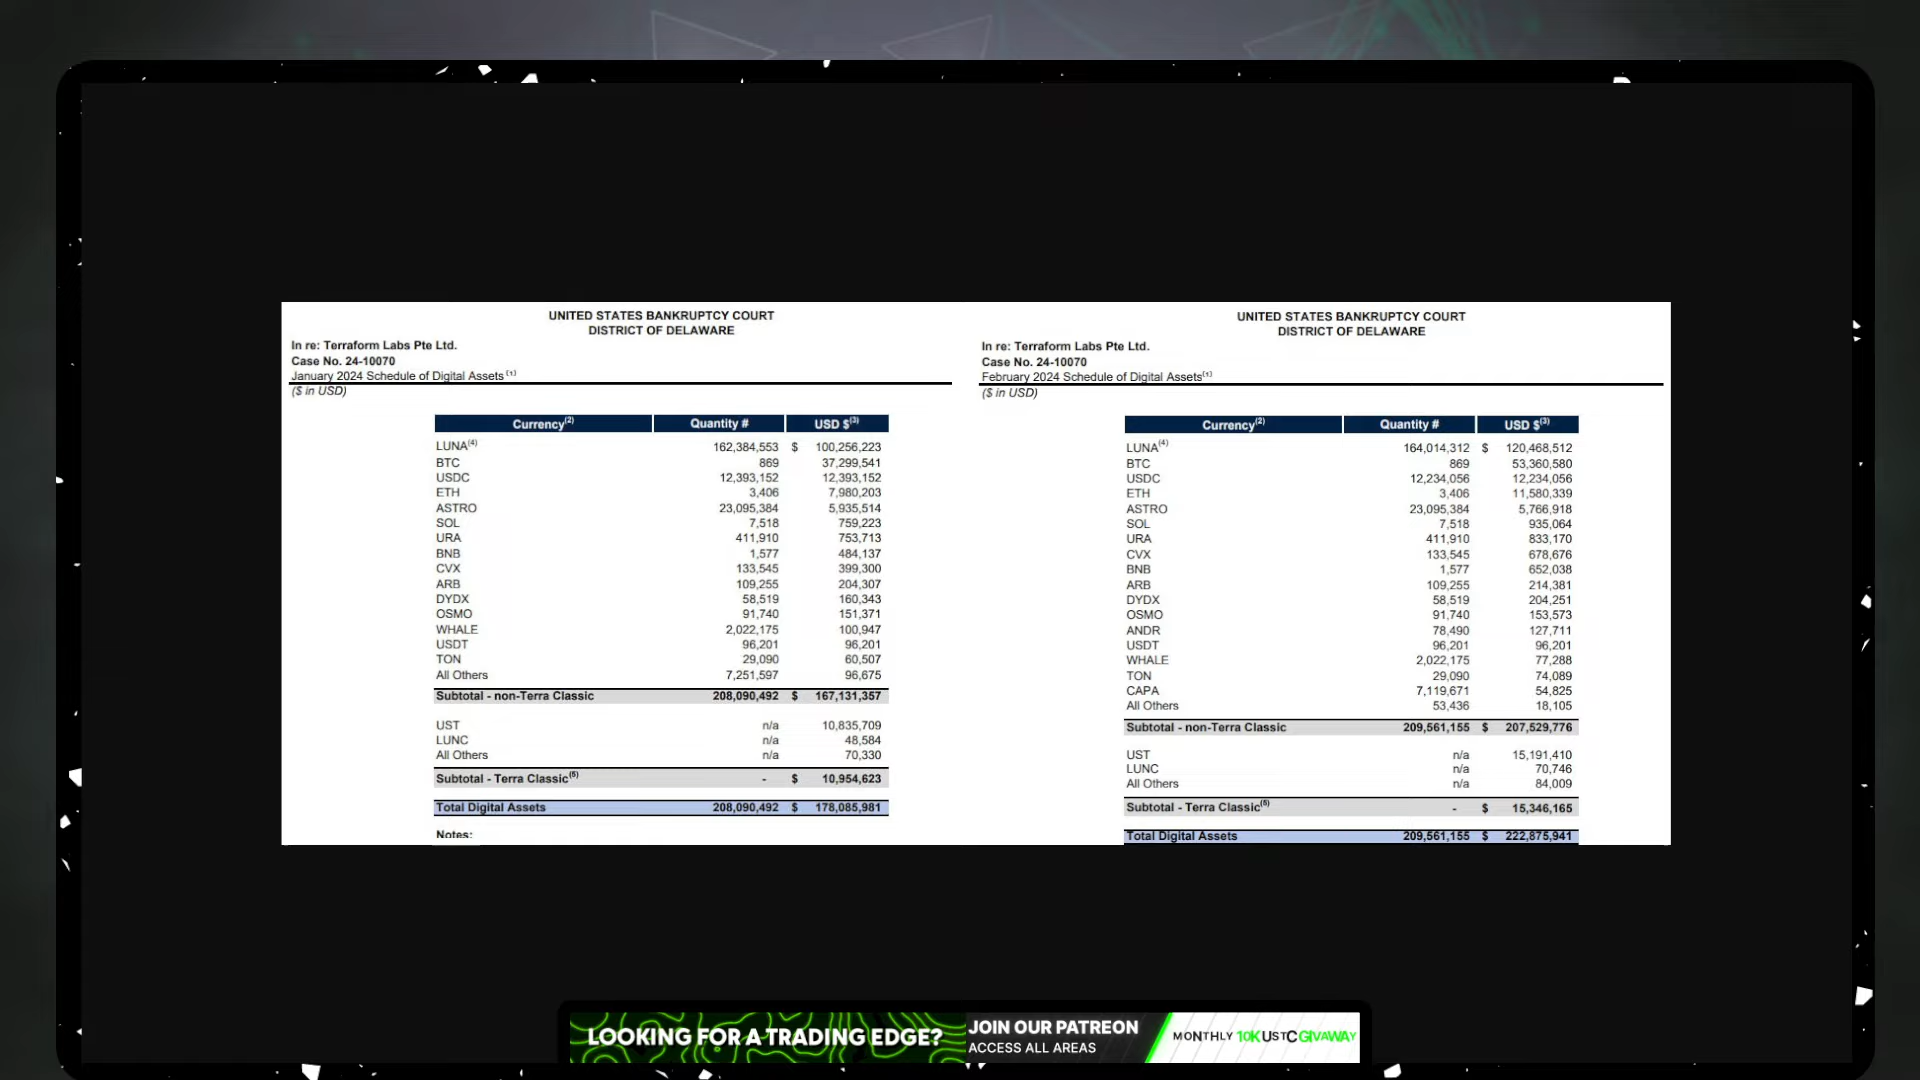 UNITED STATES BANKRUPTCY COURT
DISTRICT OF DELAWARE
In re: Terraform Labs Pte Ltd.
Case No. 24-10070
January 2024 Schedule of Digital Assets (1)
($ in USD)
Currency(2) Quantity # USD $(3)
LUNA(4) 162,384,553 $ 100,256,223
BTC 869 37,299,541
USDC 12,393,152 12,393,152
ETH 3,406 7,980,203
ASTRO 23,095,384 5,935,514
SOL 7,518 759,223
URA 411,910 753,713
BNB 1,577 484,137
CVX 133,545 399,300
ARB 109,255 204,307
DYDX 58,519 160,343
OSMO 91,740 151,371
WHALE 2,022,175 100,947
USDT 96,201 96,201
TON 29,090 60,507
All Others 7,251,597 96,675
Subtotal - non-Terra Classic 208,090,492 $ 167,131,357
UST n/a 10,835,709
LUNC n/a 48,584
All Others n/a 70,330
Subtotal - Terra Classic(5) - $ 10,954,623
Total Digital Assets 208,090,492 $ 178,085,981
Notes:
UNITED STATES BANKRUPTCY COURT
DISTRICT OF DELAWARE
In re: Terraform Labs Pte Ltd.
Case No. 24-10070
February 2024 Schedule of Digital Assets(1)
($ in USD)
Currency(2) Quantity # USD $(3)
LUNA(4) 164,014,312 $ 120,468,512
BTC 869 53,360,580
USDC 12,234,056 12,234,056
ETH 3,406 11,580,339
ASTRO 23,095,384 5,766,918
SOL 7,518 935,064
URA 411,910 833,170
CVX 133,545 678,676
BNB 1,577 652,038
ARB 109,255 214,381
DYDX 58,519 204,251
OSMO 91,740 153,573
ANDR 78,490 127,711
USDT 96,201 96,201
WHALE 2,022,175 77,288
TON 29,090 74,089
CAPA 7,119,671 54,825
All Others 53,436 18,105
Subtotal - non-Terra Classic 209,561,155 $ 207,529,776
UST n/a 15,191,410
LUNC n/a 70,746
All Others n/a 84,009
Subtotal - Terra Classic(5) - $ 15,346,165
Total Digital Assets 209,561,155 $ 222,875,941
LOOKING FOR A TRADING EDGE?
JOIN OUR PATREON
ACCESS ALL AREAS
MONTHLY 10K USTC GIVAWAY